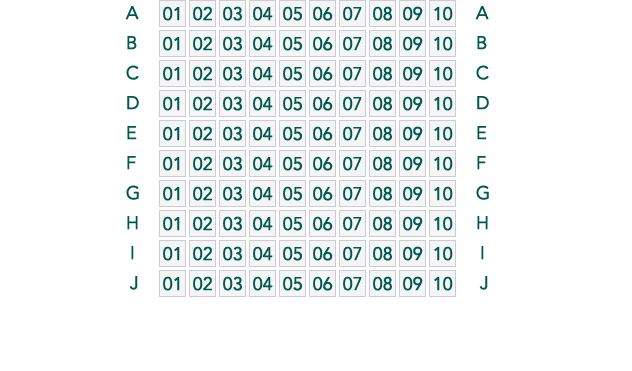 A 01 02 03 04 05 06 07 08 09 10 A
B 01 02 03 04 05 06 07 08 09 10 B
C 01 02 03 04 05 06 07 08 09 10 C
D 01 02 03 04 05 06 07 08 09 10 D
E 01 02 03 04 05 06 07 08 09 10 E
F 01 02 03 04 05 06 07 08 09 10 F
G 01 02 03 04 05 06 07 08 09 10 G
H 01 02 03 04 05 06 07 08 09 10 H
I 01 02 03 04 05 06 07 08 09 10 I
J 01 02 03 04 05 06 07 08 09 10 J